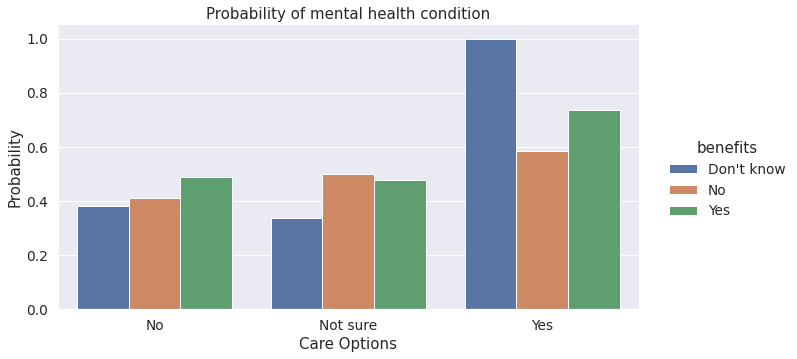 Probability of mental health condition
Probability
1.0
0.8
0.6
0.4
0.2
0.0
No
Not sure
Yes
Care Options
benefits
Don't know
No
Yes